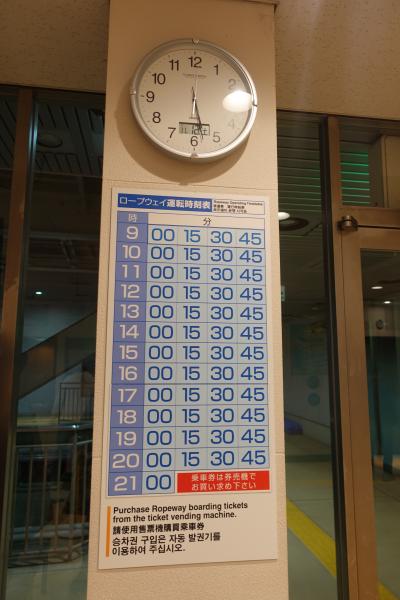 12
1
2
3
4
5
6
7
8
9
10
11
11 12 土
ロープウェイ運転時刻表
Ropeway Operating Timetable
時 分
9 00 15 30 45
10 00 15 30 45
11 00 15 30 45
12 00 15 30 45
13 00 15 30 45
14 00 15 30 45
15 00 15 30 45
16 00 15 30 45
17 00 15 30 45
18 00 15 30 45
19 00 15 30 45
20 00 15 30 45
21 00
乗車券は券売機で
お買い求め下さい
Purchase Ropeway boarding tickets
from the ticket vending machine.
請使用售票機購買乗車券
승차권 구입은 자동 발권기를
이용하여 주십시오.